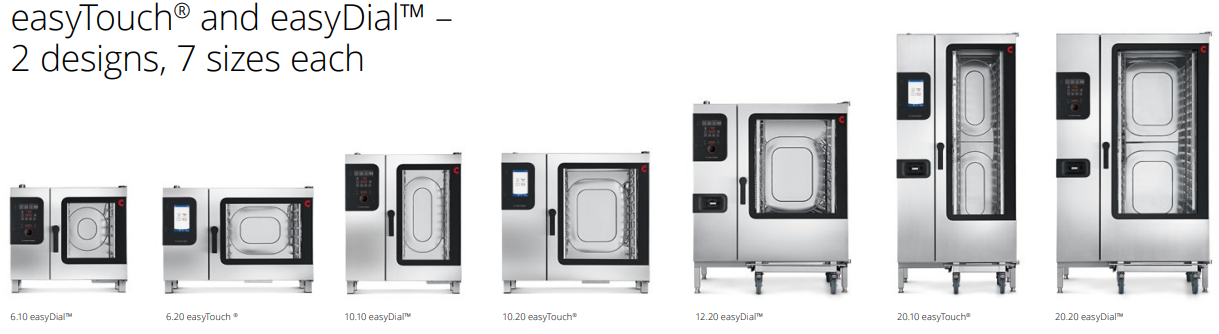 easyTouch® and easyDial™ –
2 designs, 7 sizes each
6.10 easyDial™
6.20 easyTouch ®
10.10 easyDial™
10.20 easyTouch®
12.20 easyDial™
20.10 easyTouch®
20.20 easyDial™